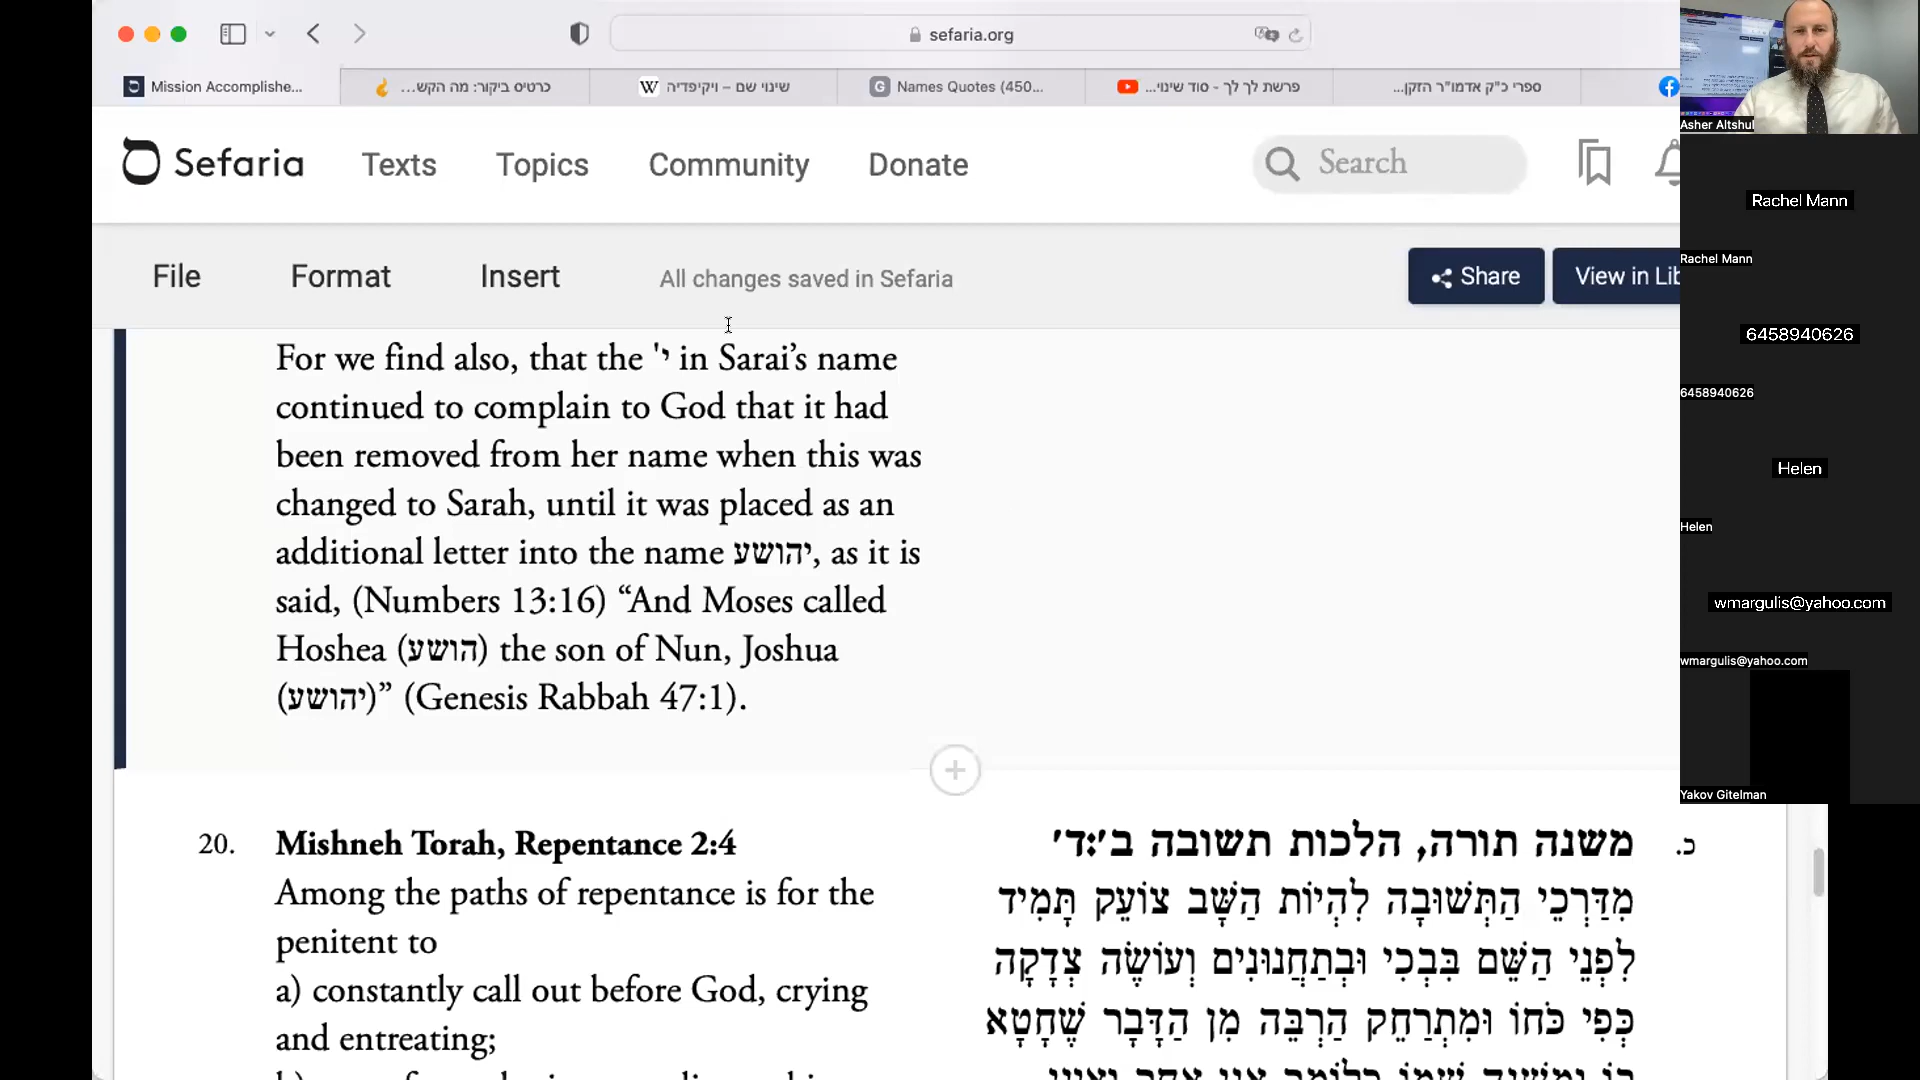 sefaria.org
Mission Accomplishe...
כרטיס ביקור: מה הקש...
שינוי שם – ויקיפדיה
Names Quotes (450...
פרשת לך לך - סוד שינוי...
ספרי כ"ק אדמו"ר הזקן...
Sefaria
Texts
Topics
Community
Donate
Search
File
Format
Insert
All changes saved in Sefaria
Share
View in Lib
For we find also, that the 'י in Sarai’s name
continued to complain to God that it had
been removed from her name when this was
changed to Sarah, until it was placed as an
additional letter into the name יהושע, as it is
said, (Numbers 13:16) “And Moses called
Hoshea (הושע) the son of Nun, Joshua
(יהושע)” (Genesis Rabbah 47:1).
20.
Mishneh Torah, Repentance 2:4
Among the paths of repentance is for the
penitent to
a) constantly call out before God, crying
and entreating;
כ.
משנה תורה, הלכות תשובה ב׳:ד׳
מִדַּרְכֵי הַתְּשׁוּבָה לִהְיוֹת הַשָּׁב צוֹעֵק תָּמִיד
לִפְנֵי הַשֵּׁם בִּבְכִי וּבְתַחֲנוּנִים וְעוֹשֶׂה צְדָקָה
כְּפִי כֹּחוֹ וּמִתְרַחֵק הַרְבֵּה מִן הַדָּבָר שֶׁחָטָא
Asher Altshul
Rachel Mann
Rachel Mann
6458940626
6458940626
Helen
Helen
wmargulis@yahoo.com
wmargulis@yahoo.com
Yakov Gitelman